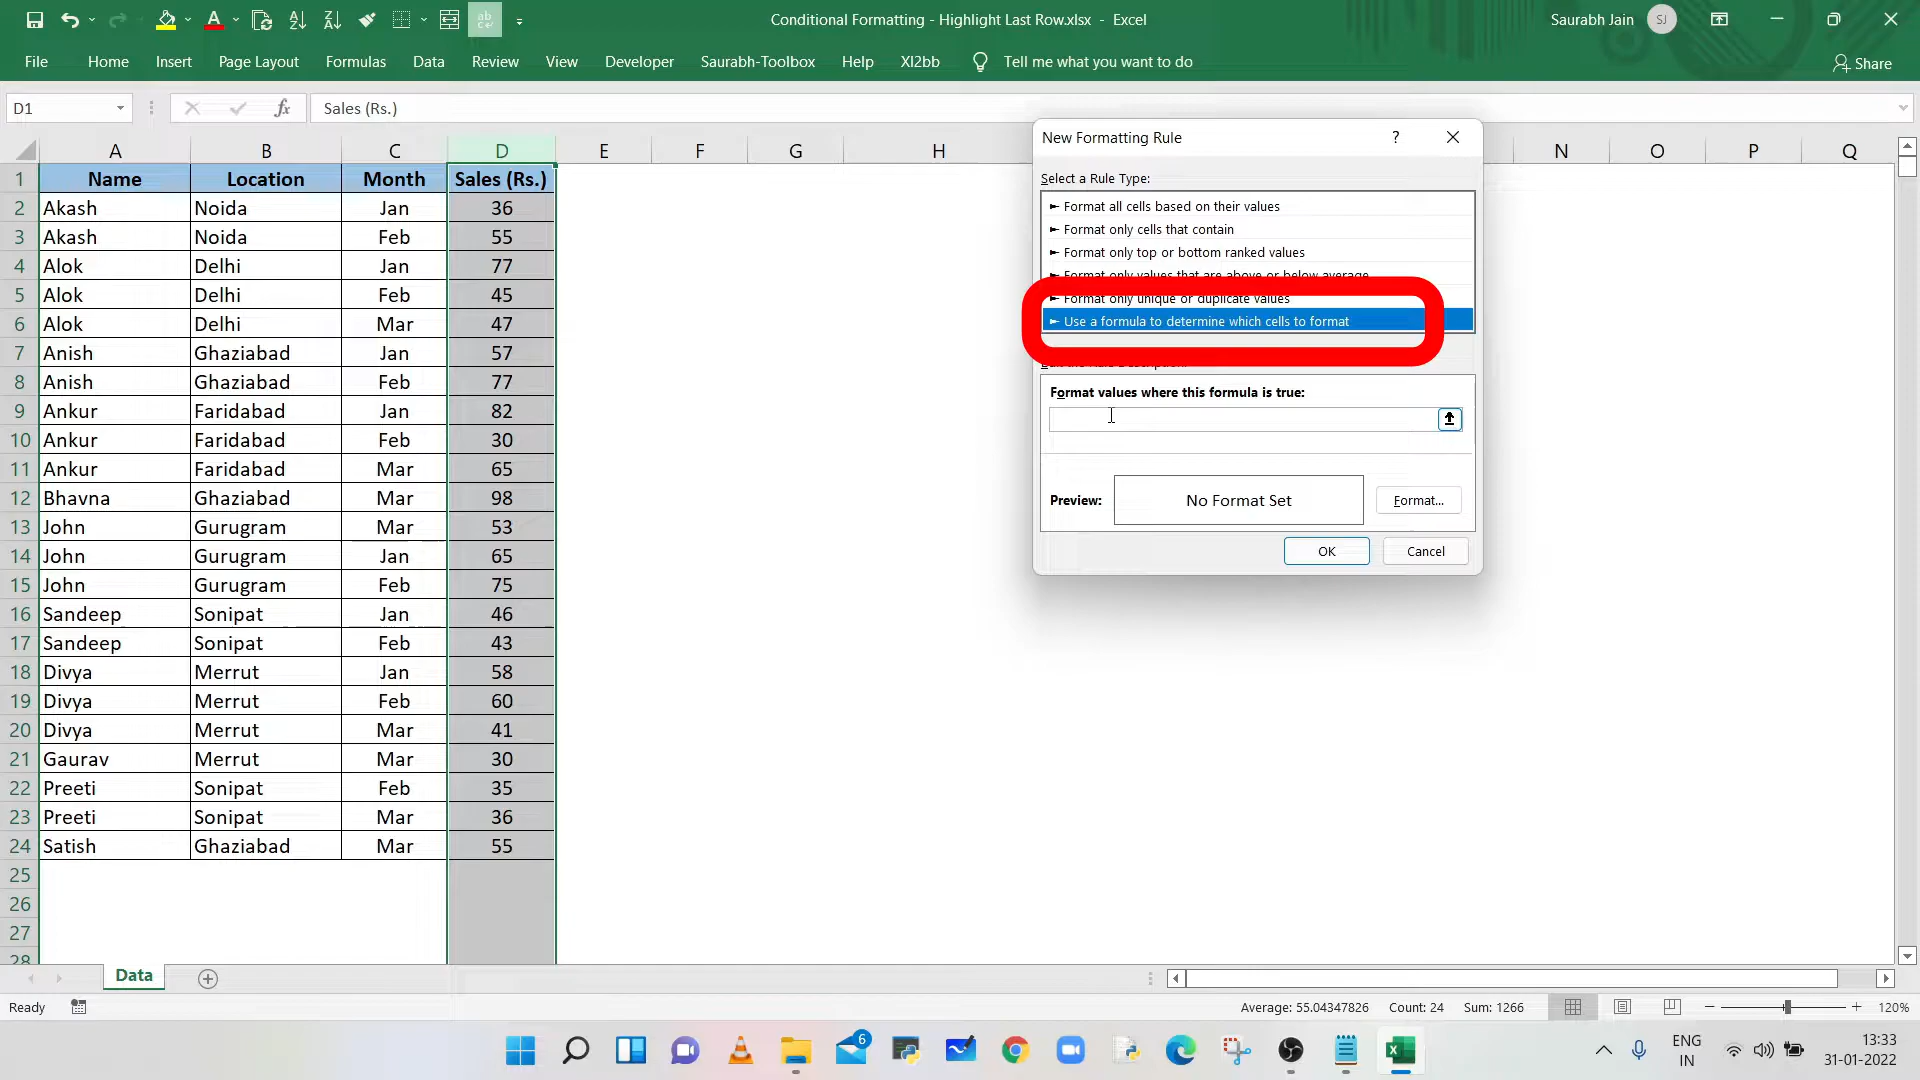 Conditional Formatting - Highlight Last Row.xlsx - Excel
Saurabh Jain SJ
File Home Insert Page Layout Formulas Data Review View Developer Saurabh-Toolbox Help Xl2bb Tell me what you want to do Share
D1 fx Sales (Rs.)
A B C D E F G H N O P Q
1 Name Location Month Sales (Rs.)
2 Akash Noida Jan 36
3 Akash Noida Feb 55
4 Alok Delhi Jan 77
5 Alok Delhi Feb 45
6 Alok Delhi Mar 47
7 Anish Ghaziabad Jan 57
8 Anish Ghaziabad Feb 77
9 Ankur Faridabad Jan 82
10 Ankur Faridabad Feb 30
11 Ankur Faridabad Mar 65
12 Bhavna Ghaziabad Mar 98
13 John Gurugram Mar 53
14 John Gurugram Jan 65
15 John Gurugram Feb 75
16 Sandeep Sonipat Jan 46
17 Sandeep Sonipat Feb 43
18 Divya Merrut Jan 58
19 Divya Merrut Feb 60
20 Divya Merrut Mar 41
21 Gaurav Merrut Mar 30
22 Preeti Sonipat Feb 35
23 Preeti Sonipat Mar 36
24 Satish Ghaziabad Mar 55
25
26
27
28
New Formatting Rule ?
Select a Rule Type:
► Format all cells based on their values
► Format only cells that contain
► Format only top or bottom ranked values
► Format only values that are above or below average
► Format only unique or duplicate values
► Use a formula to determine which cells to format
Format values where this formula is true:
Preview: No Format Set Format...
OK Cancel
Data
Ready Average: 55.04347826 Count: 24 Sum: 1266 120%
6
ENG
IN
13:33
31-01-2022